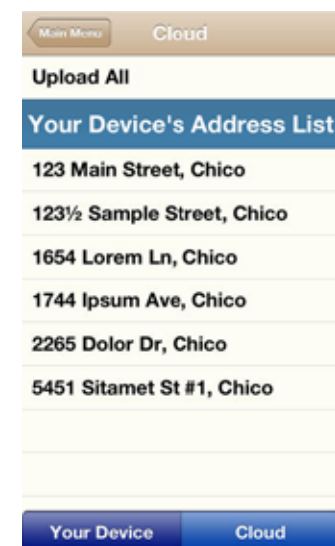 Main Menu Cloud
Upload All
Your Device's Address List
123 Main Street, Chico
123½ Sample Street, Chico
1654 Lorem Ln, Chico
1744 Ipsum Ave, Chico
2265 Dolor Dr, Chico
5451 Sitamet St #1, Chico
Your Device Cloud